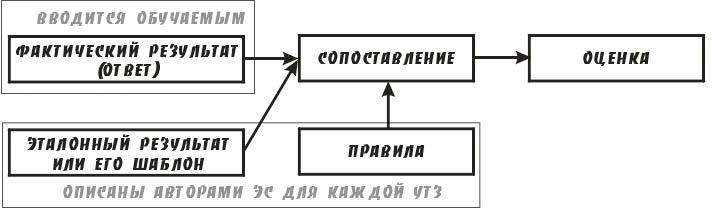 ВВОДИТСЯ ОБУЧАЕМЫМ
ФАКТИЧЕСКИЙ РЕЗУЛЬТАТ
(ОТВЕТ)
СОПОСТАВЛЕНИЕ
ОЦЕНКА
ЭТАЛОННЫЙ РЕЗУЛЬТАТ
ИЛИ ЕГО ШАБЛОН
ПРАВИЛА
ОПИСАНЫ АВТОРАМИ ЭС ДЛЯ КАЖДОЙ УТЗ